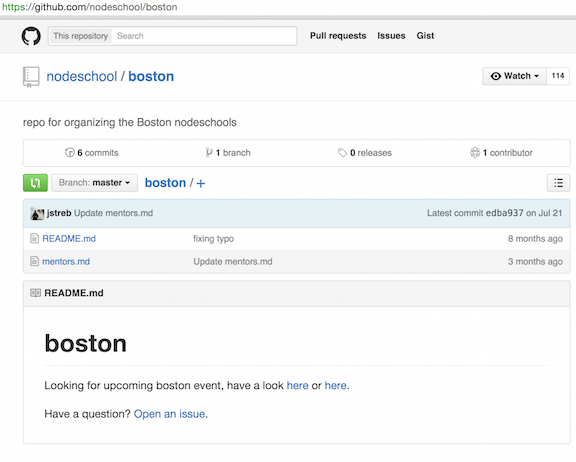 https://github.com/nodeschool/boston
This repository Search Pull requests Issues Gist
nodeschool / boston Watch 114
repo for organizing the Boston nodeschools
6 commits 1 branch 0 releases 1 contributor
Branch: master boston / +
jstreb Update mentors.md Latest commit edba937 on Jul 21
README.md fixing typo 8 months ago
mentors.md Update mentors.md 3 months ago
README.md
boston
Looking for upcoming boston event, have a look here or here.
Have a question? Open an issue.